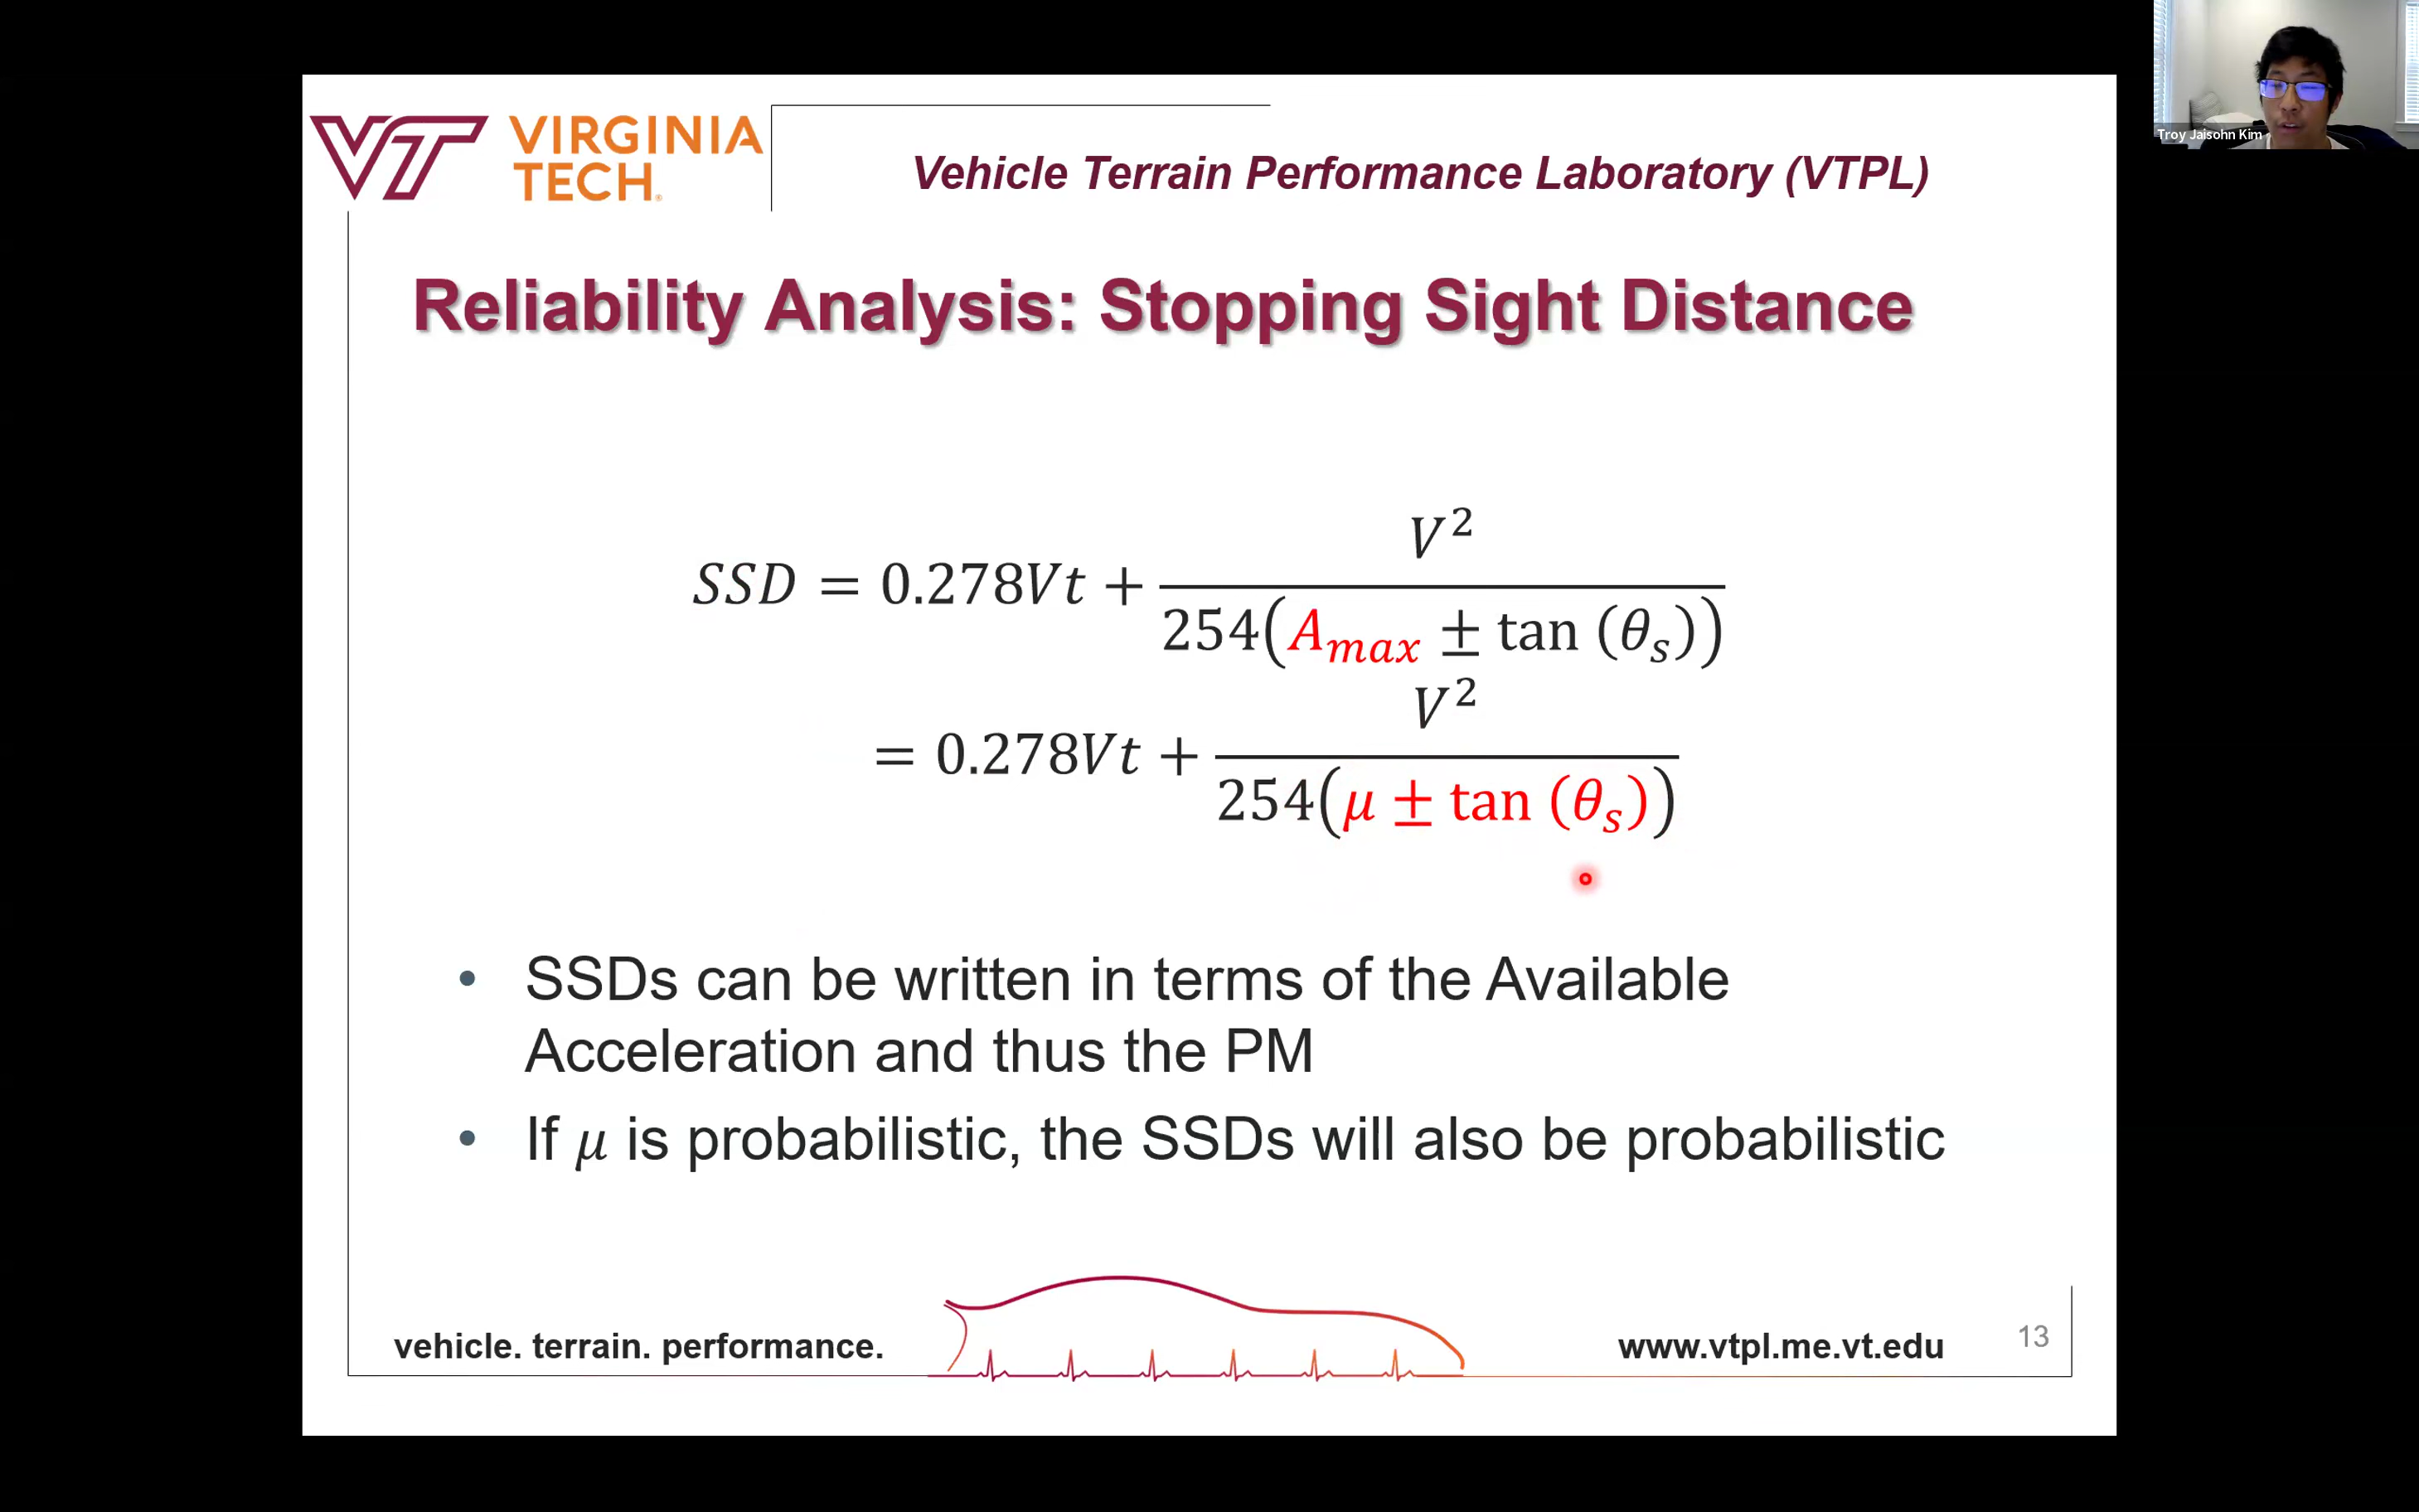 Troy Jaisohn Kim
VT VIRGINIA
TECH®
Vehicle Terrain Performance Laboratory (VTPL)
Reliability Analysis: Stopping Sight Distance
SSD = 0.278Vt + V² / 254(A_max ± tan (θ_s))
= 0.278Vt + V² / 254(μ ± tan (θ_s))
• SSDs can be written in terms of the Available
Acceleration and thus the PM
• If μ is probabilistic, the SSDs will also be probabilistic
vehicle. terrain. performance.
www.vtpl.me.vt.edu
13